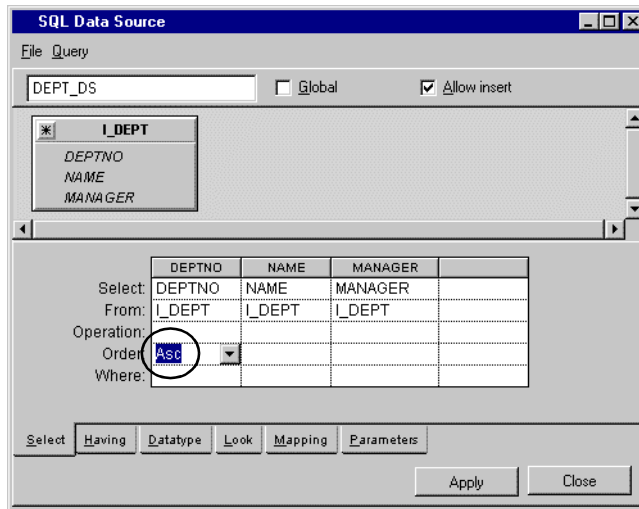 SQL Data Source
File Query
DEPT_DS Global Allow insert
I_DEPT
DEPTNO
NAME
MANAGER
DEPTNO NAME MANAGER
Select: DEPTNO NAME MANAGER
From: I_DEPT I_DEPT I_DEPT
Operation:
Order Asc
Where:
Select Having Datatype Look Mapping Parameters
Apply Close